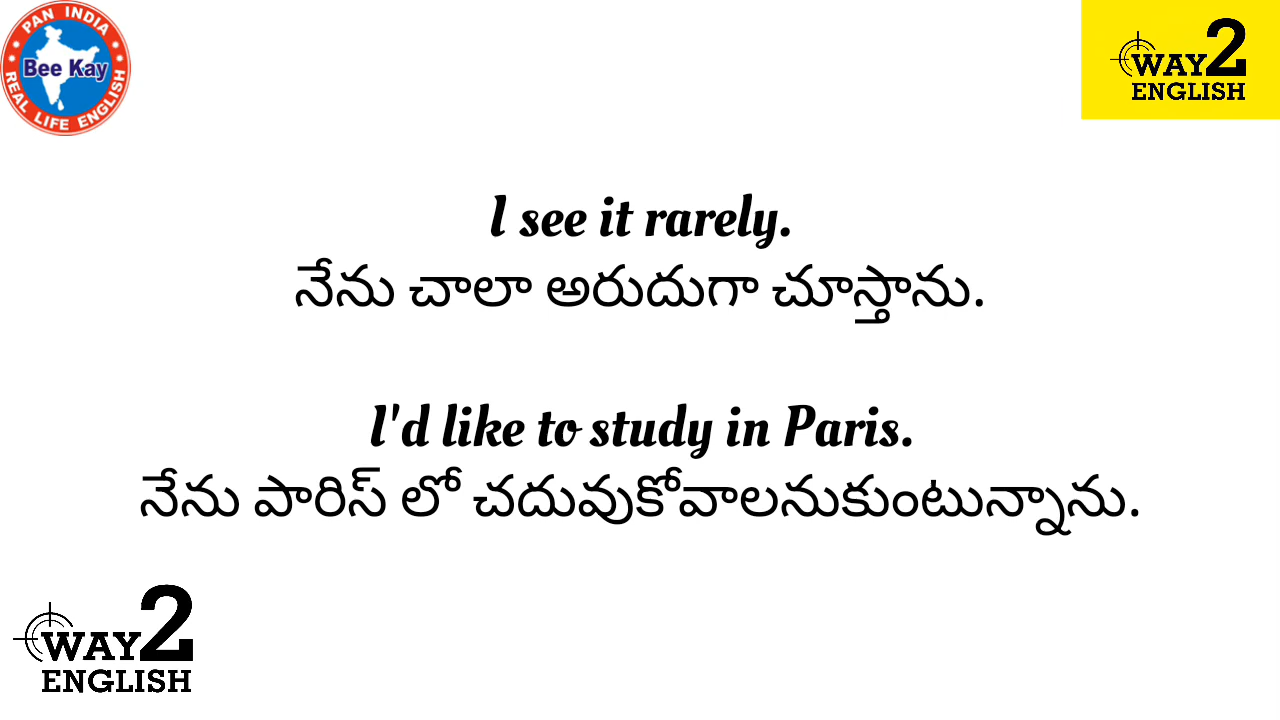 PAN INDIA
Bee Kay
REAL LIFE ENGLISH
WAY2
ENGLISH
I see it rarely.
నేను చాలా అరుదుగా చూస్తాను.
I'd like to study in Paris.
నేను పారిస్ లో చదువుకోవాలనుకుంటున్నాను.
WAY2
ENGLISH